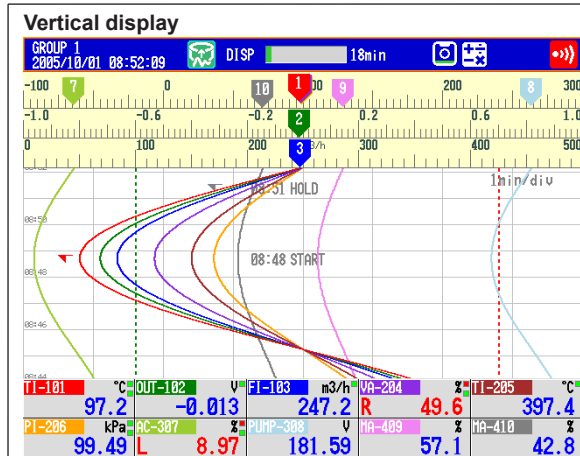 Vertical display
GROUP 1
2005/10/01 08:52:09
DISP
18min
-100 0 200 300
7 10 1 9 8
-1.0 -0.6 -0.2 0.2 0.6 1.0
2
0 100 200 300 400 500
3
1min/div
08:51 HOLD
08:50
08:48 START
08:48
08:46
08:44
TI-101 °C OUT-102 V FI-103 m3/h VA-204 % TI-205 °C
97.2 -0.013 247.2 R 49.6 397.4
PI-206 kPa AC-307 % PUMP-308 V MA-409 % MA-410 %
99.49 L 8.97 181.59 57.1 42.8